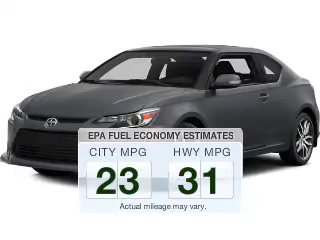 EPA FUEL ECONOMY ESTIMATES
CITY MPG HWY MPG
23 31
Actual mileage may vary.